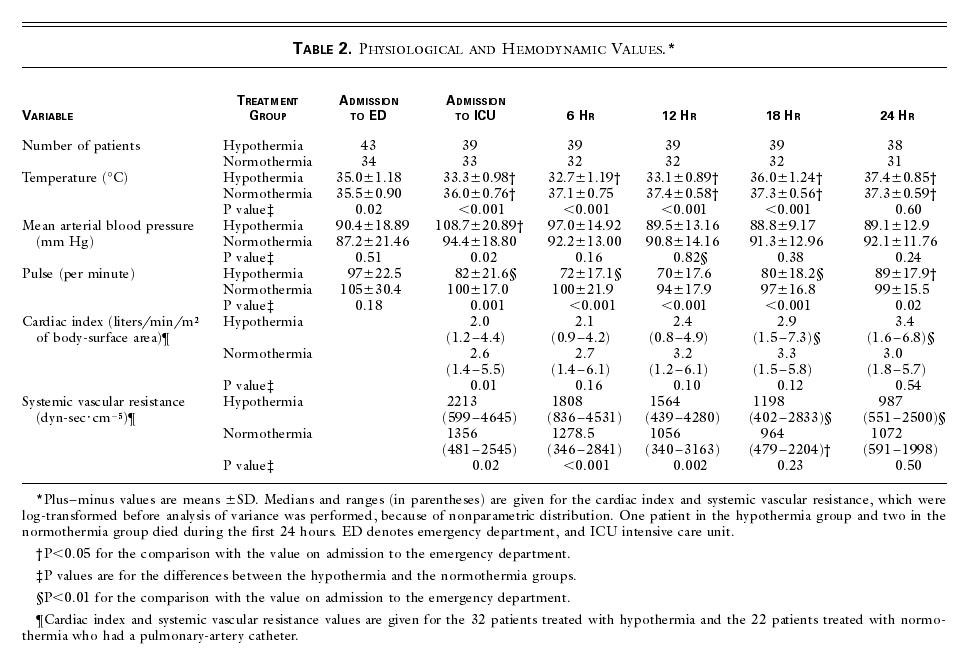 TABLE 2. PHYSIOLOGICAL AND HEMODYNAMIC VALUES.*
VARIABLE TREATMENT GROUP ADMISSION TO ED ADMISSION TO ICU 6 HR 12 HR 18 HR 24 HR
Number of patients Hypothermia 43 39 39 39 39 38
Normothermia 34 33 32 32 32 31
Temperature (°C) Hypothermia 35.0±1.18 33.3±0.98† 32.7±1.19† 33.1±0.89† 36.0±1.24† 37.4±0.85†
Normothermia 35.5±0.90 36.0±0.76† 37.1±0.75 37.4±0.58† 37.3±0.56† 37.3±0.59†
P value‡ 0.02 <0.001 <0.001 <0.001 <0.001 0.60
Mean arterial blood pressure Hypothermia 90.4±18.89 108.7±20.89† 97.0±14.92 89.5±13.16 88.8±9.17 89.1±12.9
(mm Hg) Normothermia 87.2±21.46 94.4±18.80 92.2±13.00 90.8±14.16 91.3±12.96 92.1±11.76
P value‡ 0.51 0.02 0.16 0.82§ 0.38 0.24
Pulse (per minute) Hypothermia 97±22.5 82±21.6§ 72±17.1§ 70±17.6 80±18.2§ 89±17.9†
Normothermia 105±30.4 100±17.0 100±21.9 94±17.9 97±16.8 99±15.5
P value‡ 0.18 0.001 <0.001 <0.001 <0.001 0.02
Cardiac index (liters/min/m² Hypothermia 2.0 2.1 2.4 2.9 3.4
of body-surface area)¶ (1.2–4.4) (0.9–4.2) (0.8–4.9) (1.5–7.3)§ (1.6–6.8)§
Normothermia 2.6 2.7 3.2 3.3 3.0
(1.4–5.5) (1.4–6.1) (1.2–6.1) (1.5–5.8) (1.8–5.7)
P value‡ 0.01 0.16 0.10 0.12 0.54
Systemic vascular resistance Hypothermia 2213 1808 1564 1198 987
(dyn·sec·cm⁻⁵)¶ (599–4645) (836–4531) (439–4280) (402–2833)§ (551–2500)§
Normothermia 1356 1278.5 1056 964 1072
(481–2545) (346–2841) (340–3163) (479–2204)† (591–1998)
P value‡ 0.02 <0.001 0.002 0.23 0.50
*Plus–minus values are means ±SD. Medians and ranges (in parentheses) are given for the cardiac index and systemic vascular resistance, which were
log-transformed before analysis of variance was performed, because of nonparametric distribution. One patient in the hypothermia group and two in the
normothermia group died during the first 24 hours. ED denotes emergency department, and ICU intensive care unit.
†P<0.05 for the comparison with the value on admission to the emergency department.
‡P values are for the differences between the hypothermia and the normothermia groups.
§P<0.01 for the comparison with the value on admission to the emergency department.
¶Cardiac index and systemic vascular resistance values are given for the 32 patients treated with hypothermia and the 22 patients treated with normo-
thermia who had a pulmonary-artery catheter.